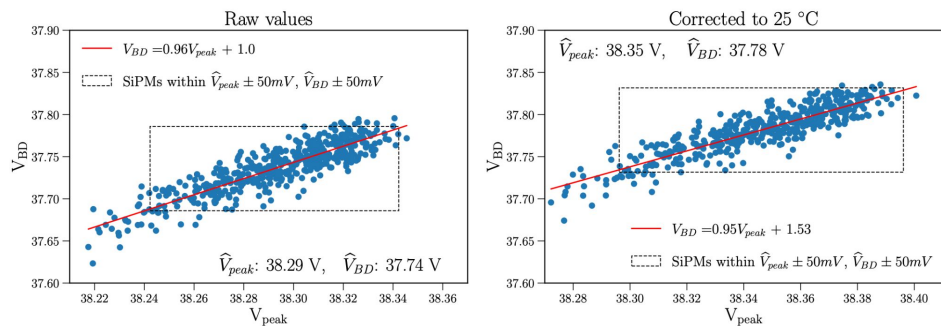 Raw values
37.90
37.85
37.80
37.75
37.70
37.65
37.60
V_BD
V_BD =0.96V_peak + 1.0
SiPMs within V̂_peak ± 50mV, V̂_BD ± 50mV
V̂_peak: 38.29 V, V̂_BD: 37.74 V
38.22 38.24 38.26 38.28 38.30 38.32 38.34 38.36
V_peak
Corrected to 25 °C
37.90
37.85
37.80
37.75
37.70
37.65
37.60
V_BD
V̂_peak: 38.35 V, V̂_BD: 37.78 V
V_BD =0.95V_peak + 1.53
SiPMs within V̂_peak ± 50mV, V̂_BD ± 50mV
38.28 38.30 38.32 38.34 38.36 38.38 38.40
V_peak